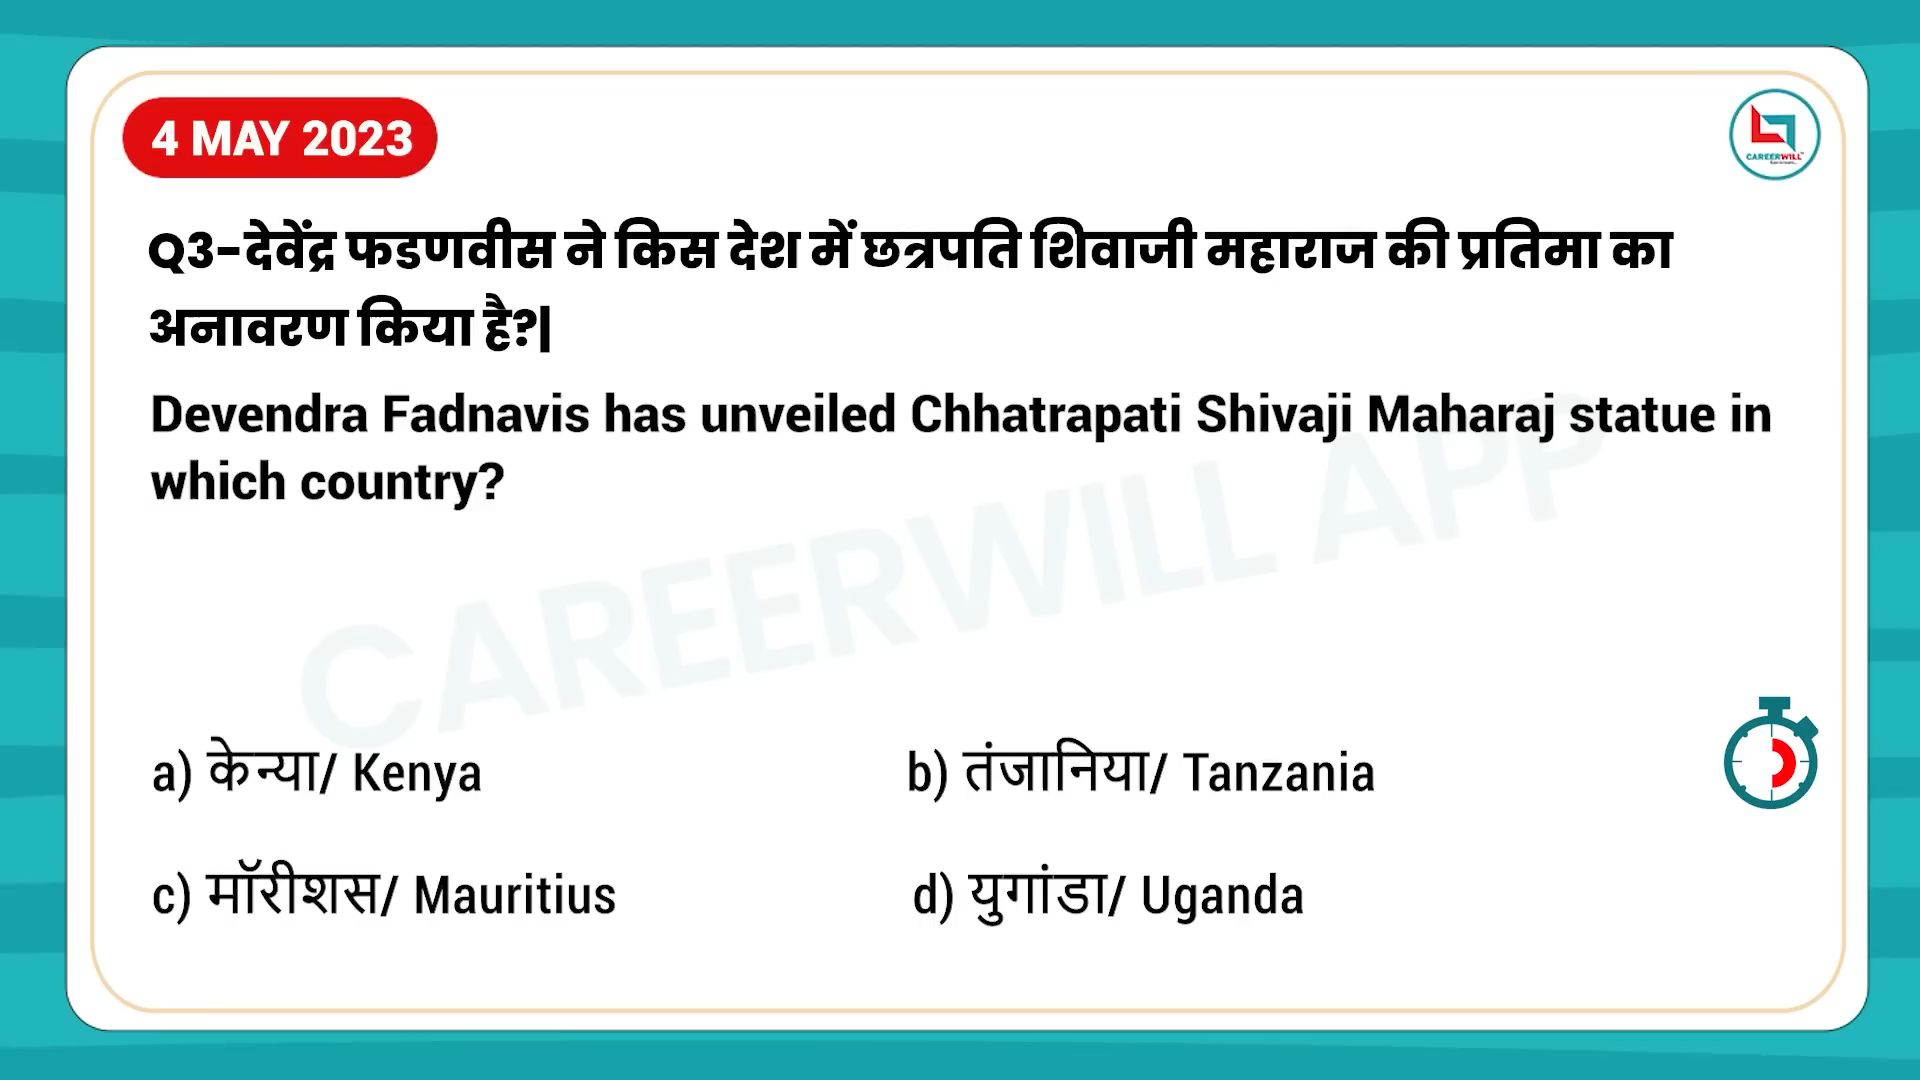 4 MAY 2023
CAREERWILL
Q3-देवेंद्र फडणवीस ने किस देश में छत्रपति शिवाजी महाराज की प्रतिमा का
अनावरण किया है?|
Devendra Fadnavis has unveiled Chhatrapati Shivaji Maharaj statue in
which country?
CAREERWILL APP
a) केन्या/ Kenya
b) तंजानिया/ Tanzania
c) मॉरीशस/ Mauritius
d) युगांडा/ Uganda